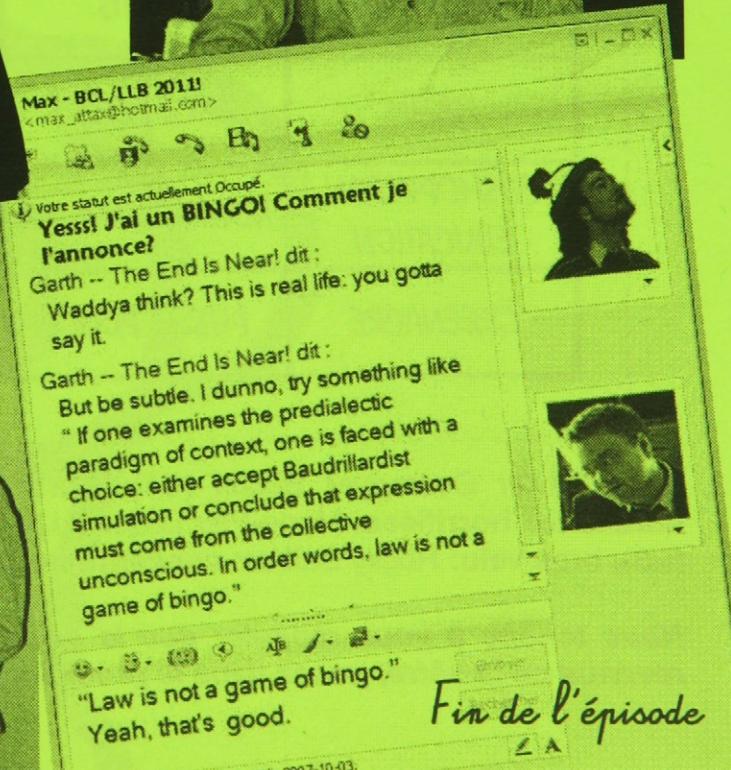 Max - BCL/LLB 2011!
<max_attax@hotmail.com>
Votre statut est actuellement Occupé.
Yesss! J'ai un BINGO! Comment je
l'annonce?
Garth -- The End Is Near! dit :
Waddya think? This is real life: you gotta
say it.
Garth -- The End Is Near! dit :
But be subtle. I dunno, try something like
“ If one examines the predialectic
paradigm of context, one is faced with a
choice: either accept Baudrillardist
simulation or conclude that expression
must come from the collective
unconscious. In order words, law is not a
game of bingo.”
“Law is not a game of bingo.”
Yeah, that's good.
Fin de l'épisode
A